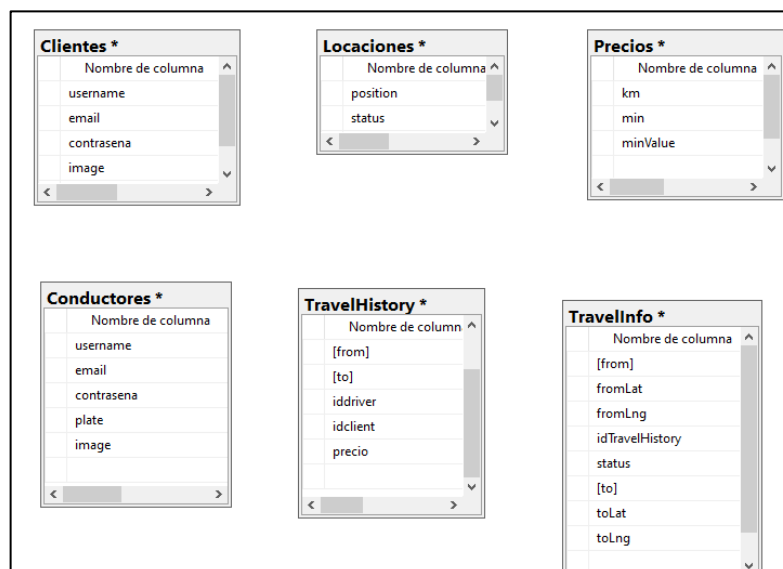 Clientes *
Nombre de columna
username
email
contrasena
image
Locaciones *
Nombre de columna
position
status
Precios *
Nombre de columna
km
min
minValue
Conductores *
Nombre de columna
username
email
contrasena
plate
image
TravelHistory *
Nombre de column
[from]
[to]
iddriver
idclient
precio
TravelInfo *
Nombre de columna
[from]
fromLat
fromLng
idTravelHistory
status
[to]
toLat
toLng